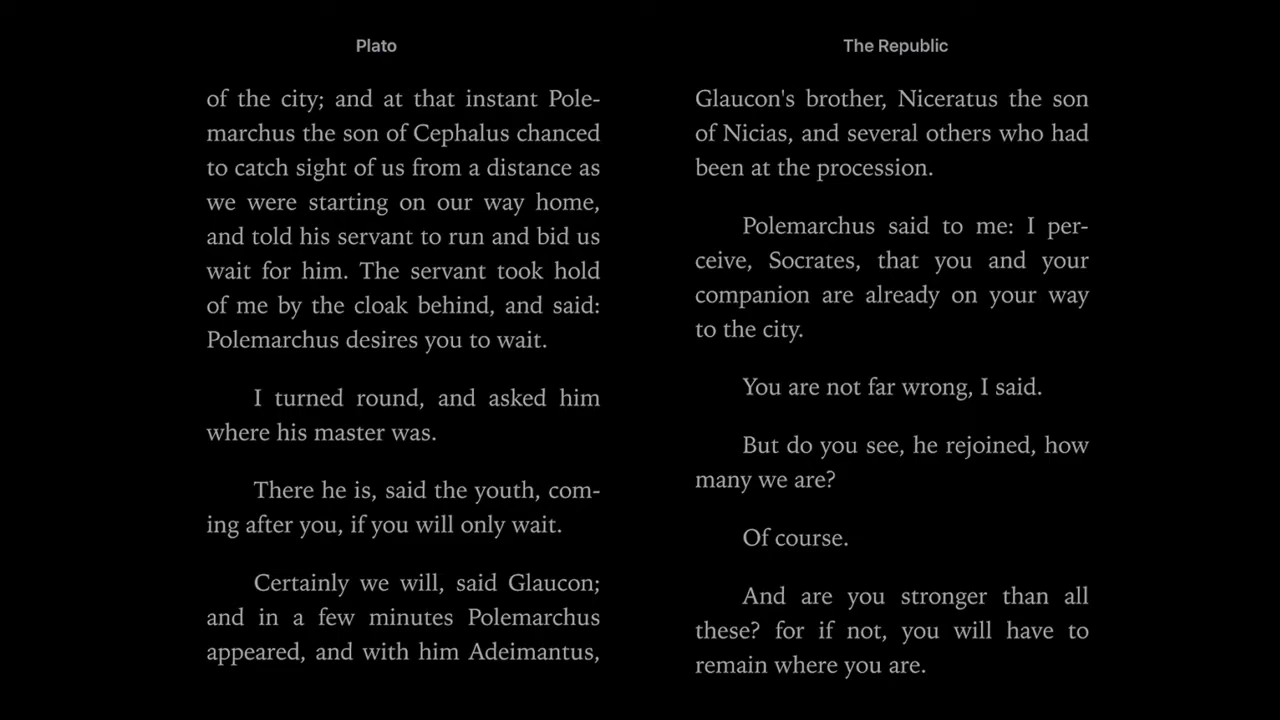 Plato
of the city; and at that instant Pole-
marchus the son of Cephalus chanced
to catch sight of us from a distance as
we were starting on our way home,
and told his servant to run and bid us
wait for him. The servant took hold
of me by the cloak behind, and said:
Polemarchus desires you to wait.
I turned round, and asked him
where his master was.
There he is, said the youth, com-
ing after you, if you will only wait.
Certainly we will, said Glaucon;
and in a few minutes Polemarchus
appeared, and with him Adeimantus,
The Republic
Glaucon's brother, Niceratus the son
of Nicias, and several others who had
been at the procession.
Polemarchus said to me: I per-
ceive, Socrates, that you and your
companion are already on your way
to the city.
You are not far wrong, I said.
But do you see, he rejoined, how
many we are?
Of course.
And are you stronger than all
these? for if not, you will have to
remain where you are.